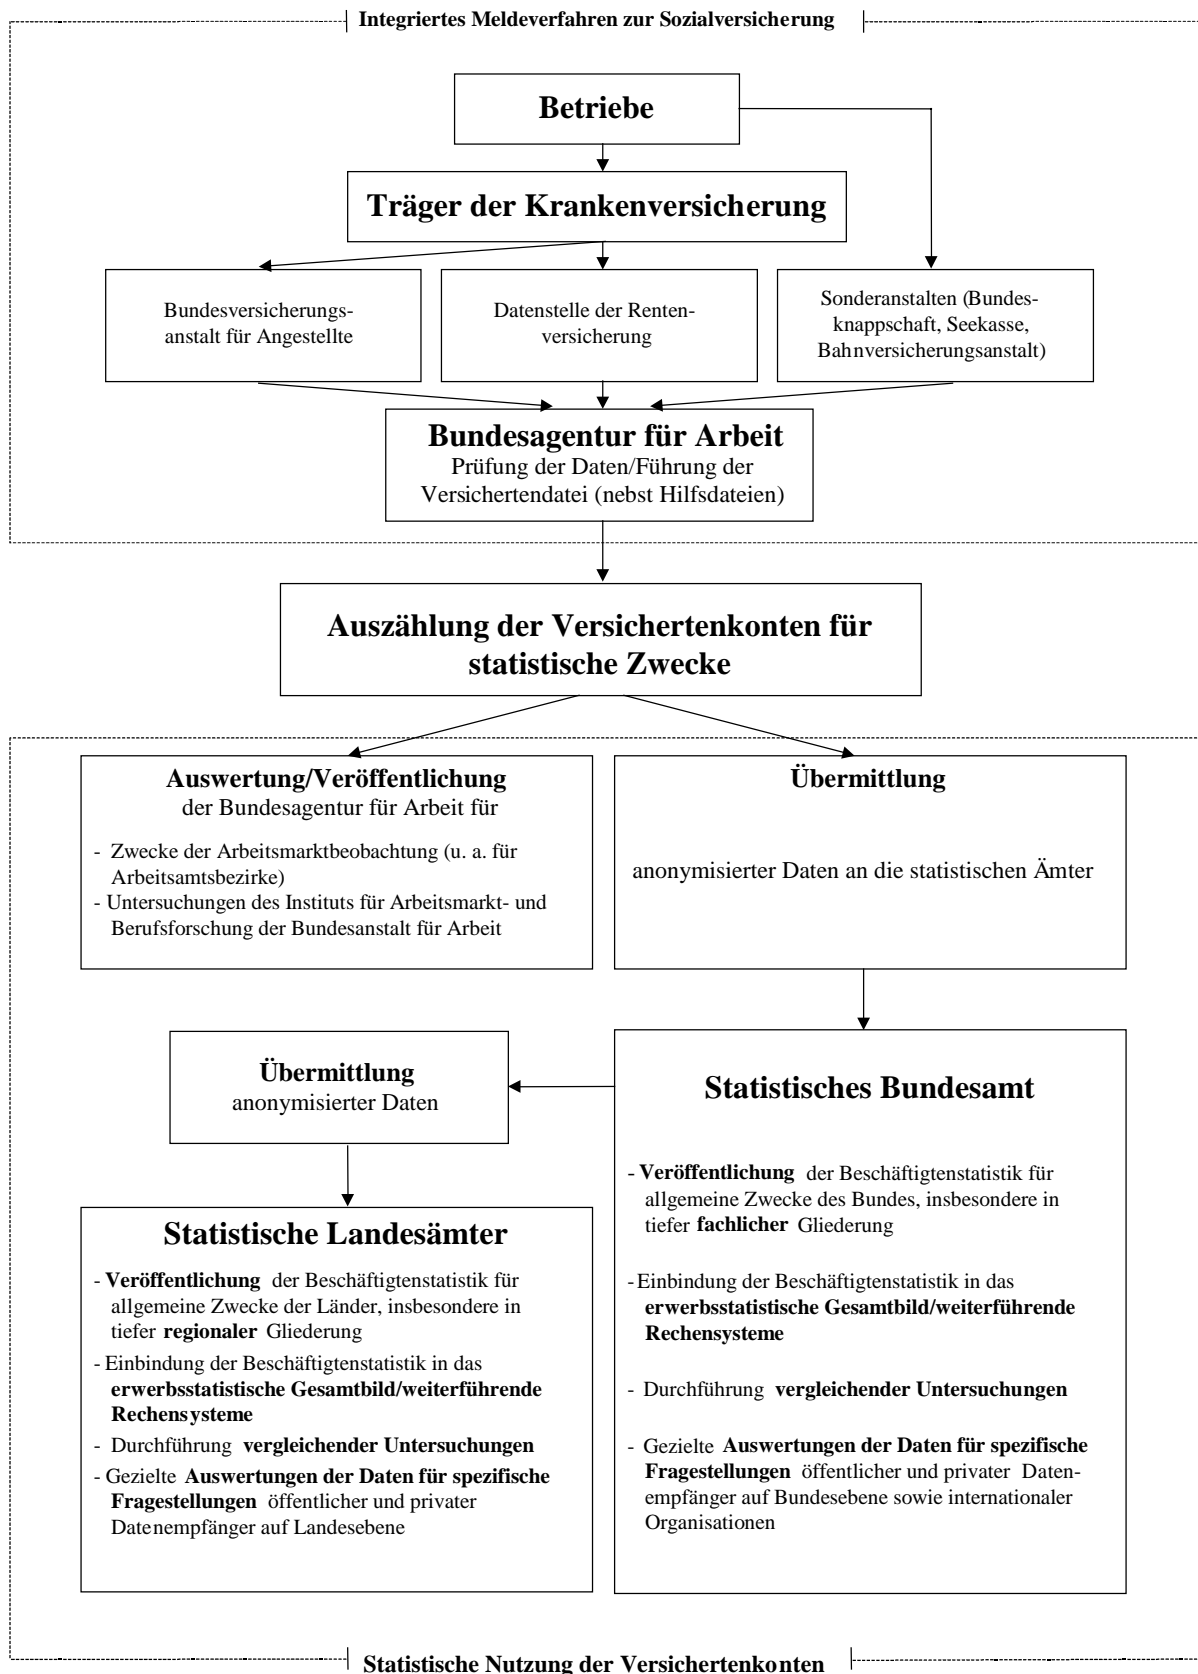 Integriertes Meldeverfahren zur Sozialversicherung
Betriebe
Träger der Krankenversicherung
Bundesversicherungs-
anstalt für Angestellte
Datenstelle der Renten-
versicherung
Sonderanstalten (Bundes-
knappschaft, Seekasse,
Bahnversicherungsanstalt)
Bundesagentur für Arbeit
Prüfung der Daten/Führung der
Versichertendatei (nebst Hilfsdateien)
Auszählung der Versichertenkonten für
statistische Zwecke
Auswertung/Veröffentlichung
der Bundesagentur für Arbeit für
- Zwecke der Arbeitsmarktbeobachtung (u. a. für
Arbeitsamtsbezirke)
- Untersuchungen des Instituts für Arbeitsmarkt- und
Berufsforschung der Bundesanstalt für Arbeit
Übermittlung
anonymisierter Daten an die statistischen Ämter
Übermittlung
anonymisierter Daten
Statistisches Bundesamt
- Veröffentlichung der Beschäftigtenstatistik für
allgemeine Zwecke des Bundes, insbesondere in
tiefer fachlicher Gliederung
- Einbindung der Beschäftigtenstatistik in das
erwerbsstatistische Gesamtbild/weiterführende
Rechensysteme
- Durchführung vergleichender Untersuchungen
- Gezielte Auswertungen der Daten für spezifische
Fragestellungen öffentlicher und privater Daten-
empfänger auf Bundesebene sowie internationaler
Organisationen
Statistische Landesämter
- Veröffentlichung der Beschäftigtenstatistik für
allgemeine Zwecke der Länder, insbesondere in
tiefer regionaler Gliederung
- Einbindung der Beschäftigtenstatistik in das
erwerbsstatistische Gesamtbild/weiterführende
Rechensysteme
- Durchführung vergleichender Untersuchungen
- Gezielte Auswertungen der Daten für spezifische
Fragestellungen öffentlicher und privater
Datenempfänger auf Landesebene
Statistische Nutzung der Versichertenkonten